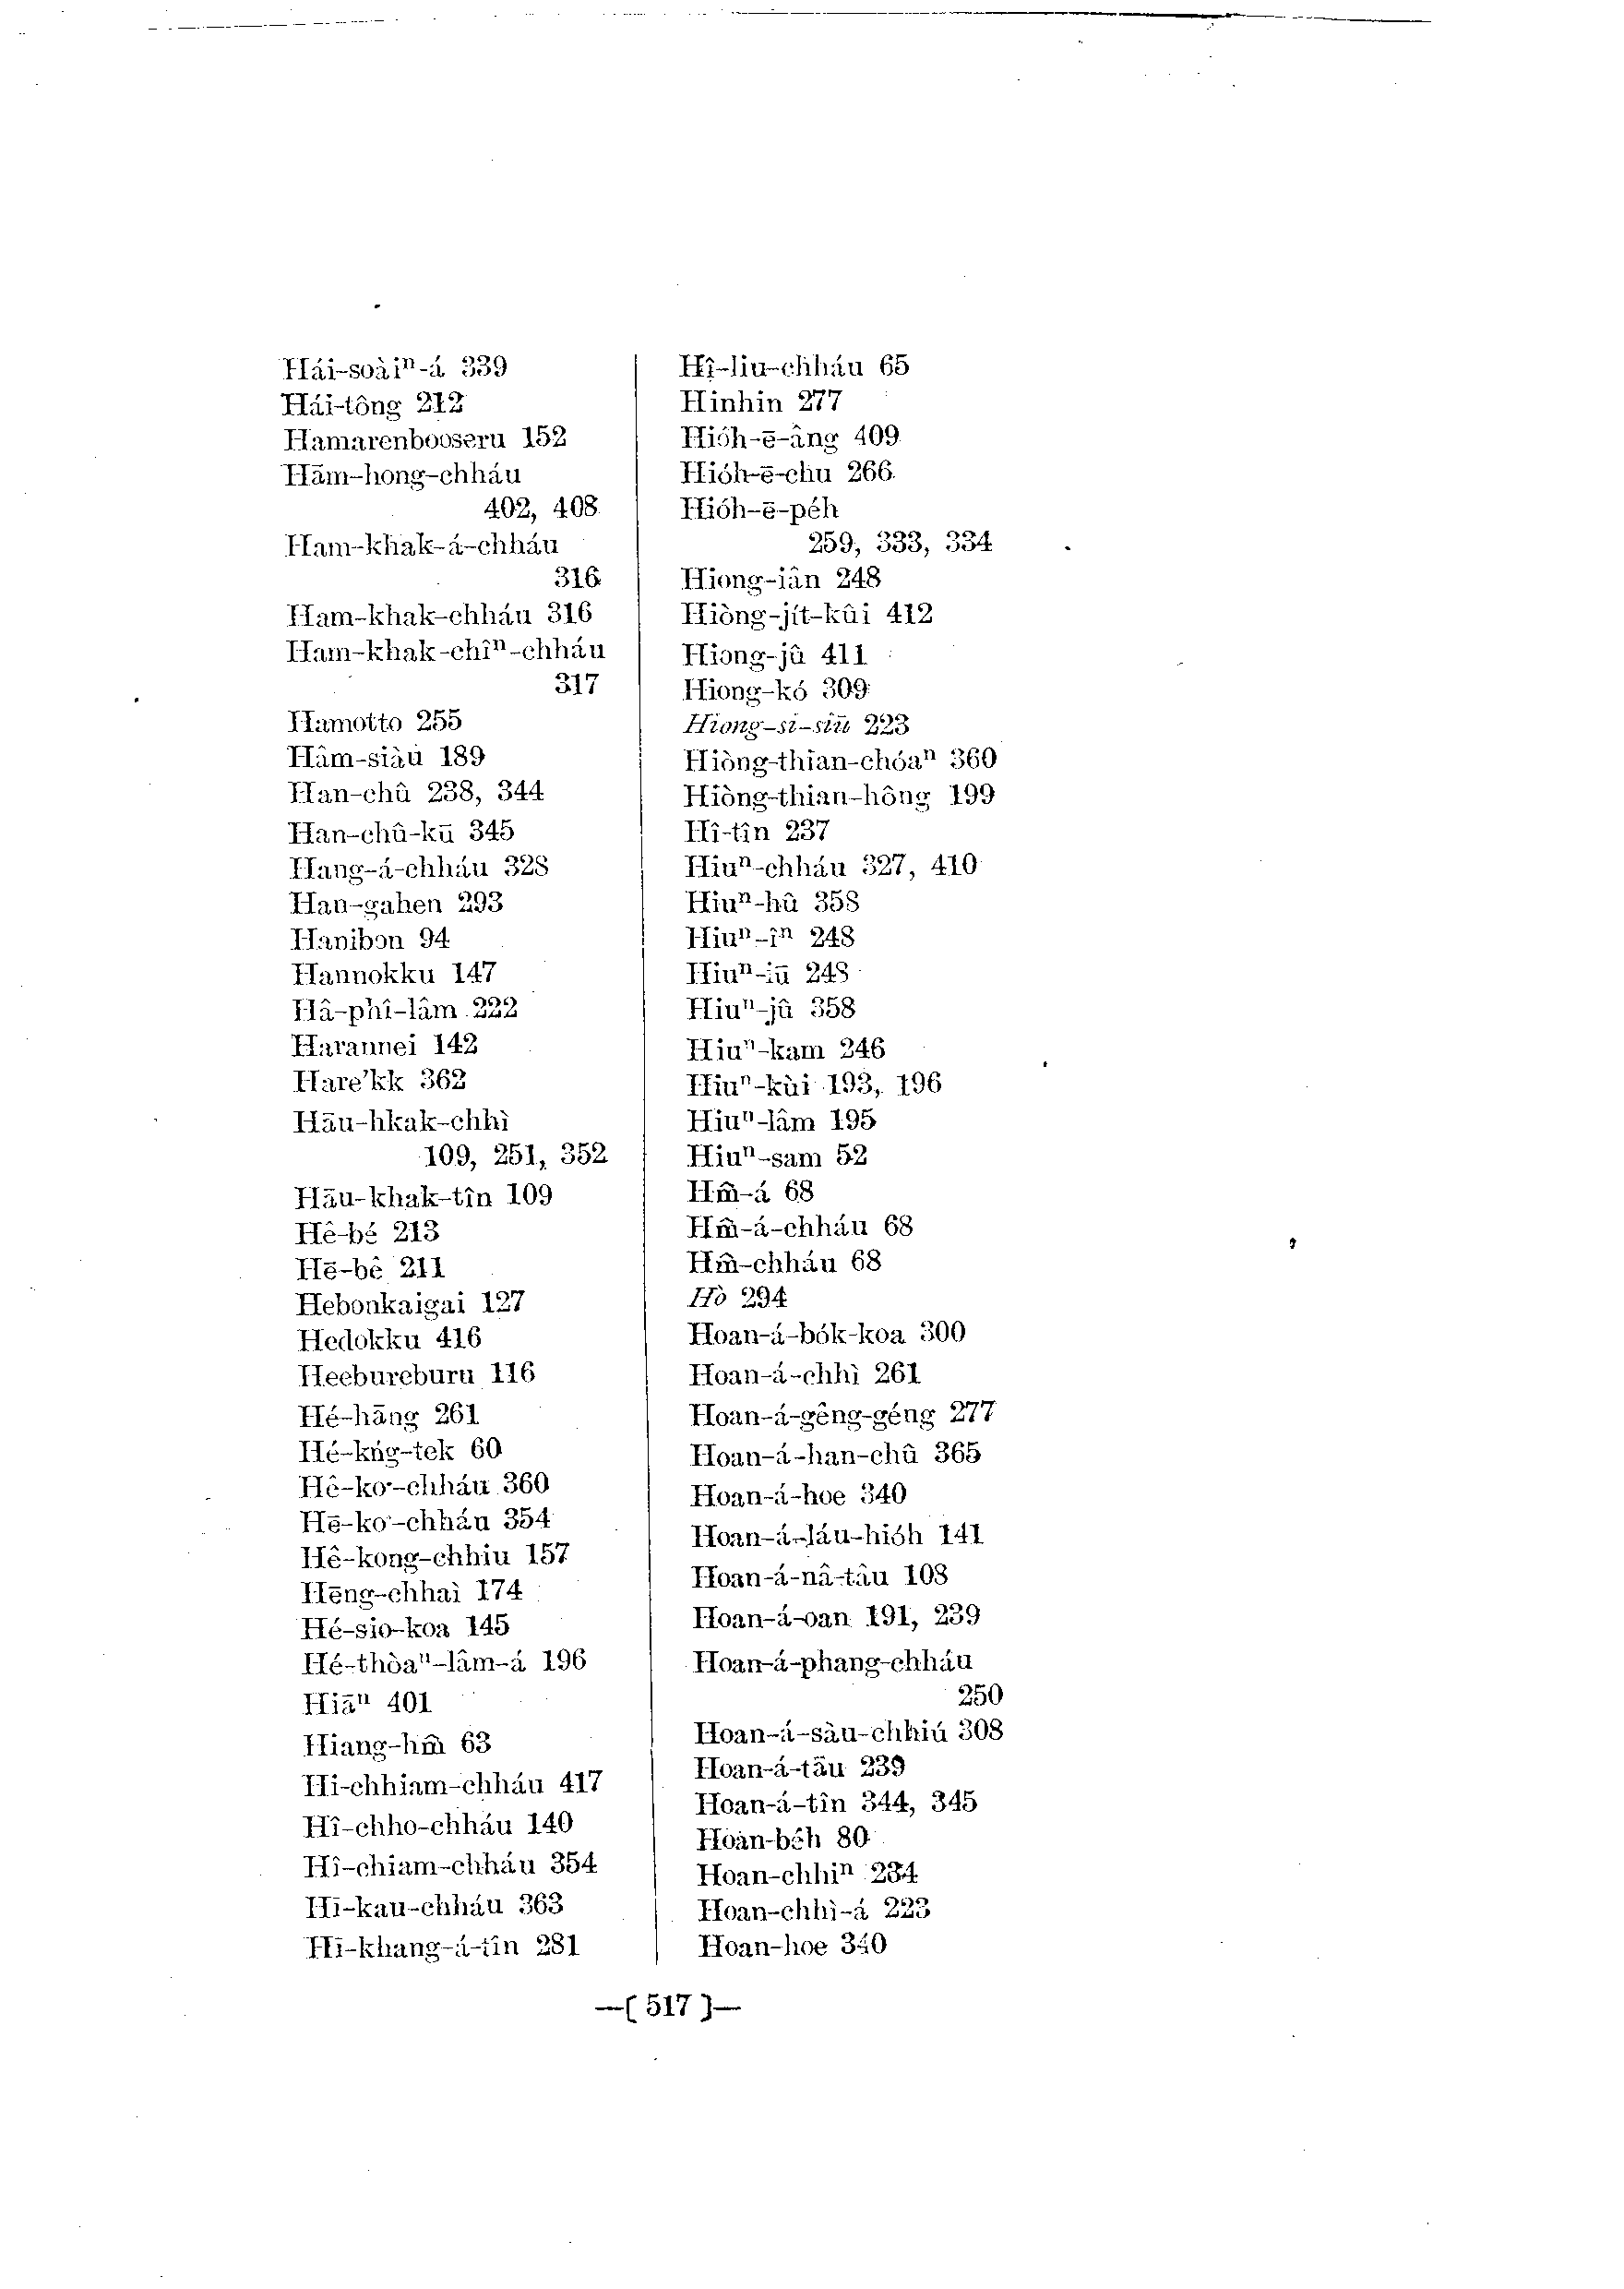 Hái-soàiⁿ-á 339
Hái-tông 212
Hamarenbooseru 152
Hâm-hong-chháu
402, 408
Ham-khak-á-chháu
316
Ham-khak-chháu 316
Ham-khak-chîⁿ-chháu
317
Hamotto 255
Hâm-siàu 189
Han-chû 238, 344
Han-chû-kū 345
Hang-á-chháu 328
Han-gahen 293
Hanibon 94
Hannokku 147
Hâ-phî-lâm 222
Harannei 142
Hare'kk 362
Hāu-hkak-chhì
109, 251, 352
Hāu-khak-tîn 109
Hê-bé 213
Hē-bê 211
Hebonkaigai 127
Hedokku 416
Heebureburu 116
Hé-hāng 261
Hé-kńg-tek 60
Hê-ko·-chháu 360
Hē-ko·-chháu 354
Hê-kong-chhiu 157
Hēng-chhai 174
Hé-sio-koa 145
Hé-thòaⁿ-lâm-á 196
Hiāⁿ 401
Hiang-hm̂ 63
Hi-chhiam-chháu 417
Hî-chho-chháu 140
Hî-chiam-chháu 354
Hi-kau-chháu 363
Hī-khang-á-tîn 281
Hî-liu-chháu 65
Hinhin 277
Hióh-ē-âng 409
Hióh-ē-chu 266
Hióh-ē-péh
259, 333, 334
Hiong-iân 248
Hiòng-jit-kûi 412
Hiong-jû 411
Hiong-kó 309
Hiong-si-siū 223
Hiòng-thian-chóaⁿ 360
Hiòng-thian-hông 199
Hî-tîn 237
Hiuⁿ-chháu 327, 410
Hiuⁿ-hû 358
Hiuⁿ-îⁿ 248
Hiuⁿ-iū 248
Hiuⁿ-jû 358
Hiuⁿ-kam 246
Hiuⁿ-kùi 193, 196
Hiuⁿ-lâm 195
Hiuⁿ-sam 52
Hm̂-á 68
Hm̂-á-chháu 68
Hm̂-chháu 68
Hò 294
Hoan-á-bók-koa 300
Hoan-á-chhì 261
Hoan-á-gêng-géng 277
Hoan-á-han-chû 365
Hoan-á-hoe 340
Hoan-á-láu-hióh 141
Hoan-á-nâ-tâu 108
Hoan-á-oan 191, 239
Hoan-á-phang-chháu
250
Hoan-á-sàu-chhiú 308
Hoan-á-tāu 239
Hoan-á-tîn 344, 345
Hoàn-béh 80
Hoan-chhiⁿ 234
Hoan-chhì-á 223
Hoan-hoe 340
—( 517 )—